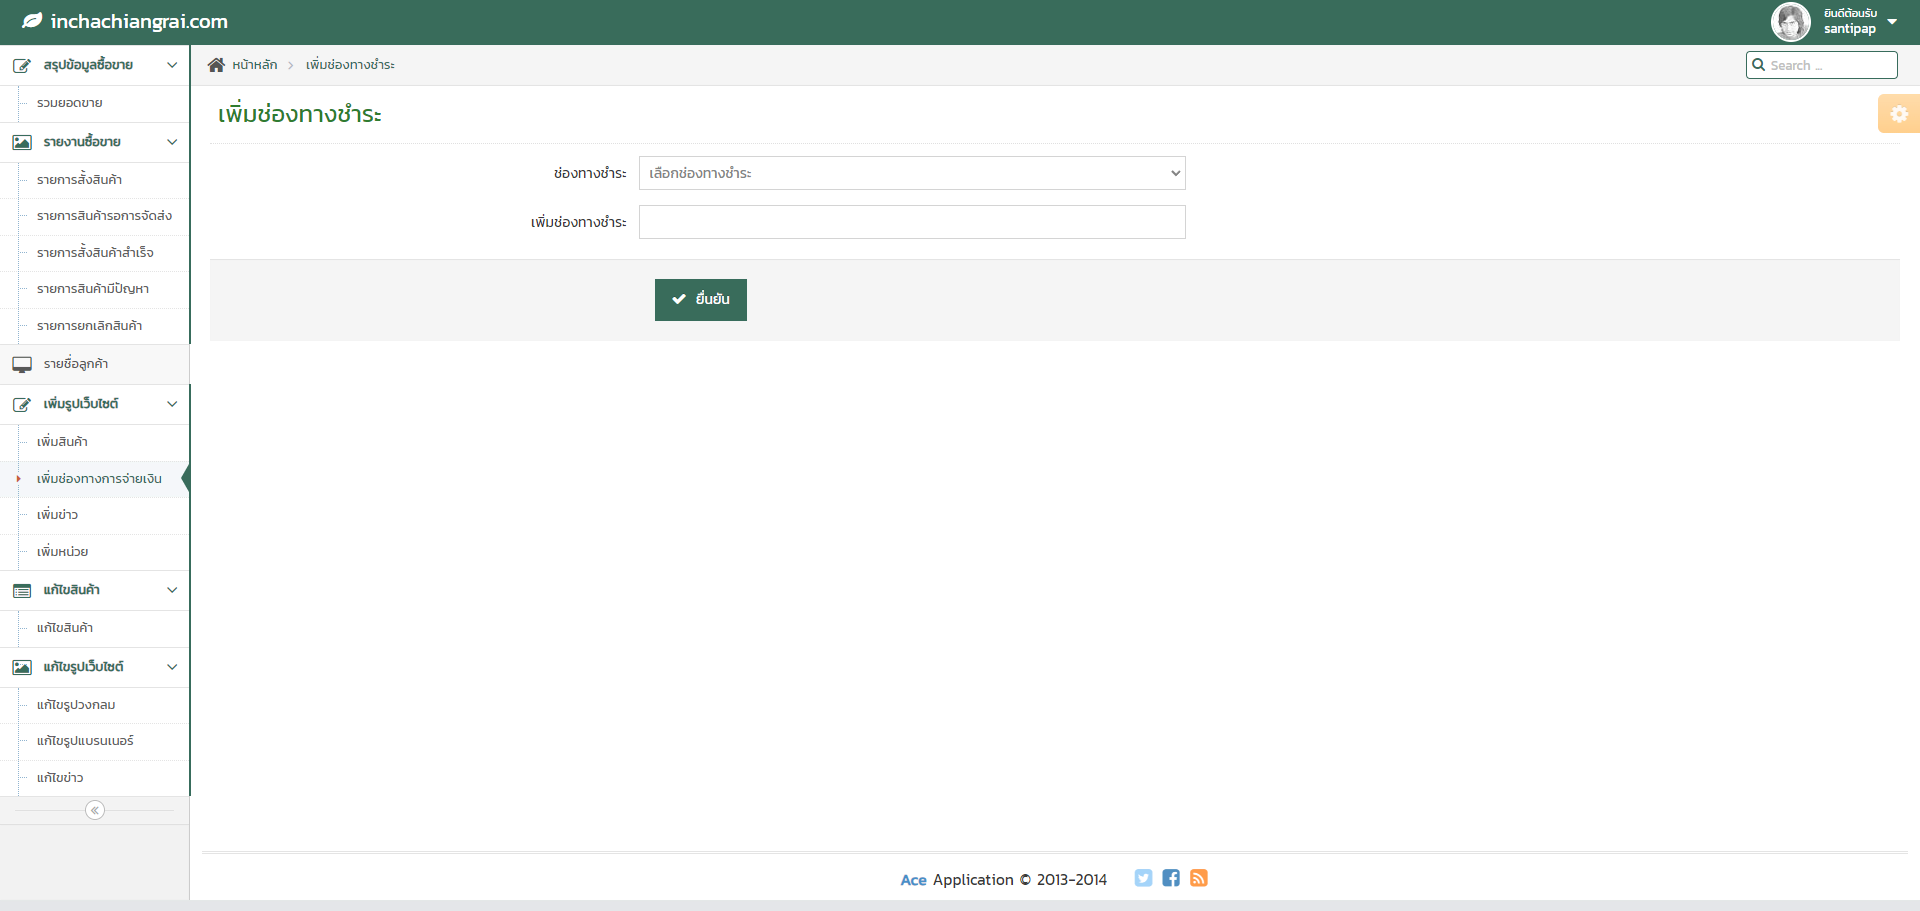 inchachiangrai.com
ยินดีต้อนรับ
santipap
สรุปข้อมูลซื้อขาย
รวมยอดขาย
รายงานซื้อขาย
รายการสั้งสินค้า
รายการสินค้ารอการจัดส่ง
รายการสั้งสินค้าสำเร็จ
รายการสินค้ามีปัญหา
รายการยกเลิกสินค้า
รายชื่อลูกค้า
เพิ่มรูปเว็บไซต์
เพิ่มสินค้า
เพิ่มช่องทางการจ่ายเงิน
เพิ่มข่าว
เพิ่มหน่วย
แก้ไขสินค้า
แก้ไขสินค้า
แก้ไขรูปเว็บไซต์
แก้ไขรูปวงกลม
แก้ไขรูปแบรนเนอร์
แก้ไขข่าว
หน้าหลัก
เพิ่มช่องทางชำระ
Search ...
เพิ่มช่องทางชำระ
ช่องทางชำระ
เลือกช่องทางชำระ
เพิ่มช่องทางชำระ
ยื่นยัน
Ace Application © 2013-2014